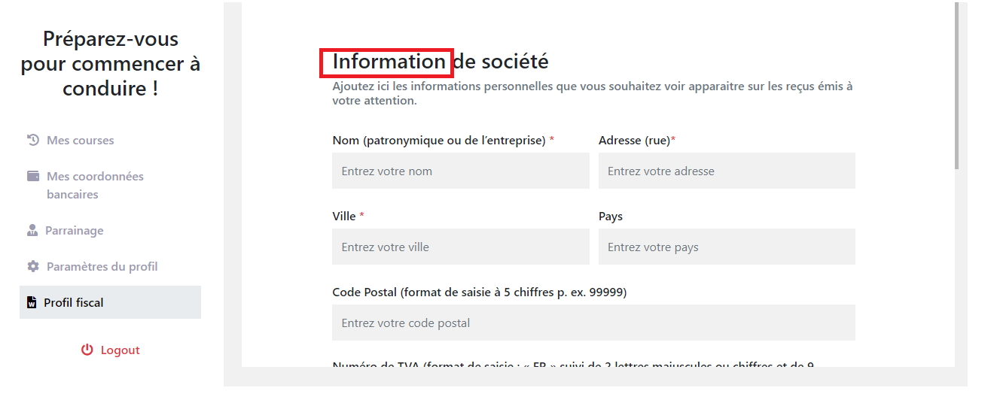 Préparez-vous
pour commencer à
conduire !
Mes courses
Mes coordonnées
bancaires
Parrainage
Paramètres du profil
Profil fiscal
Logout
Information de société
Ajoutez ici les informations personnelles que vous souhaitez voir apparaitre sur les reçus émis à
votre attention.
Nom (patronymique ou de l’entreprise) *
Adresse (rue)*
Entrez votre nom
Entrez votre adresse
Ville *
Pays
Entrez votre ville
Entrez votre pays
Code Postal (format de saisie à 5 chiffres p. ex. 99999)
Entrez votre code postal
Numéro de TVA (format de saisie : « FR » suivi de 2 lettres majuscules ou chiffres et de 9